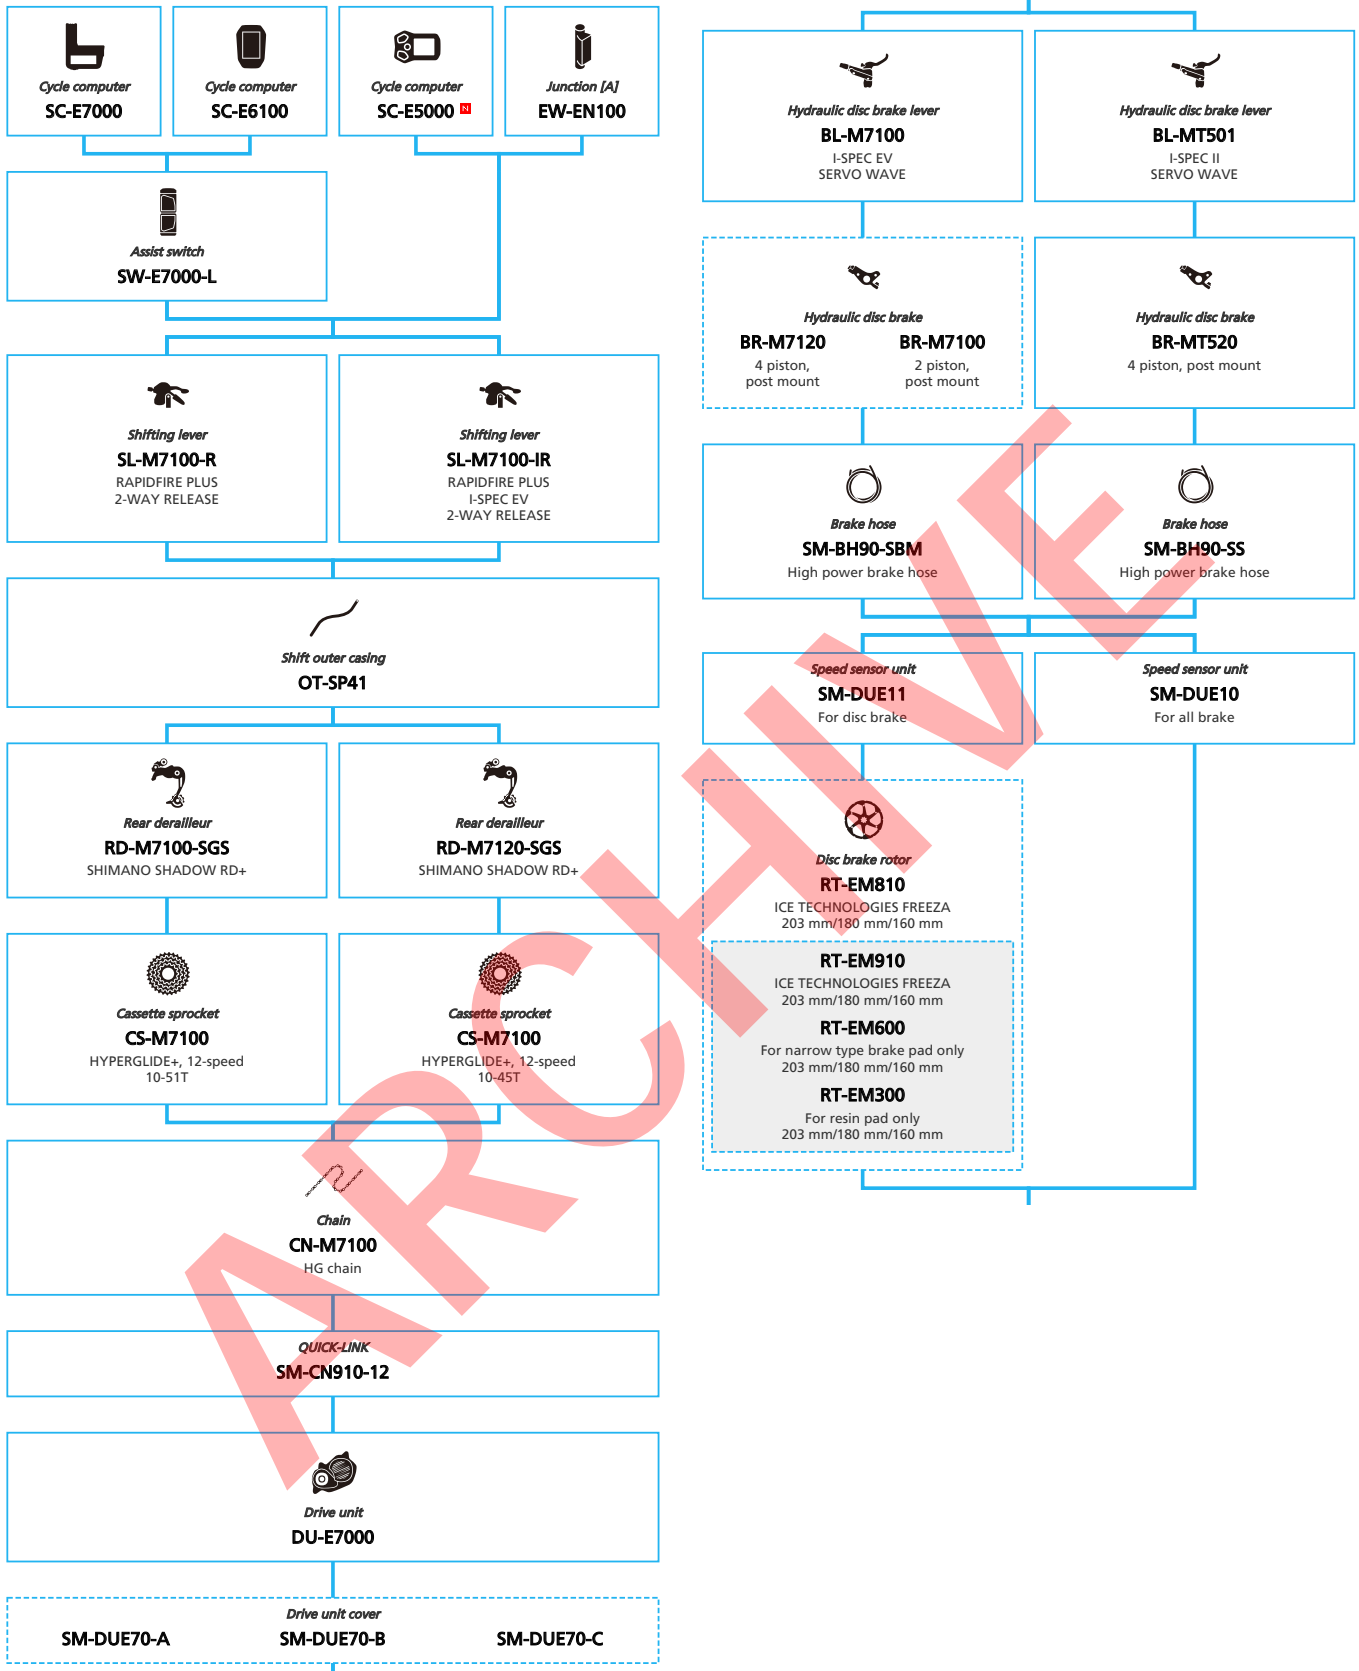 Cycle computer
SC-E7000
Cycle computer
SC-E6100
Cycle computer
SC-E5000 N
Junction [A]
EW-EN100
Assist switch
SW-E7000-L
Shifting lever
SL-M7100-R
RAPIDFIRE PLUS
2-WAY RELEASE
Shifting lever
SL-M7100-IR
RAPIDFIRE PLUS
I-SPEC EV
2-WAY RELEASE
Shift outer casing
OT-SP41
Rear derailleur
RD-M7100-SGS
SHIMANO SHADOW RD+
Rear derailleur
RD-M7120-SGS
SHIMANO SHADOW RD+
Cassette sprocket
CS-M7100
HYPERGLIDE+, 12-speed
10-51T
Cassette sprocket
CS-M7100
HYPERGLIDE+, 12-speed
10-45T
Chain
CN-M7100
HG chain
QUICK-LINK
SM-CN910-12
Drive unit
DU-E7000
Drive unit cover
SM-DUE70-A SM-DUE70-B SM-DUE70-C
Hydraulic disc brake lever
BL-M7100
I-SPEC EV
SERVO WAVE
Hydraulic disc brake lever
BL-MT501
I-SPEC II
SERVO WAVE
Hydraulic disc brake
BR-M7120
4 piston,
post mount
BR-M7100
2 piston,
post mount
Hydraulic disc brake
BR-MT520
4 piston, post mount
Brake hose
SM-BH90-SBM
High power brake hose
Brake hose
SM-BH90-SS
High power brake hose
Speed sensor unit
SM-DUE11
For disc brake
Speed sensor unit
SM-DUE10
For all brake
Disc brake rotor
RT-EM810
ICE TECHNOLOGIES FREEZA
203 mm/180 mm/160 mm
RT-EM910
ICE TECHNOLOGIES FREEZA
203 mm/180 mm/160 mm
RT-EM600
For narrow type brake pad only
203 mm/180 mm/160 mm
RT-EM300
For resin pad only
203 mm/180 mm/160 mm
ARCHIVE